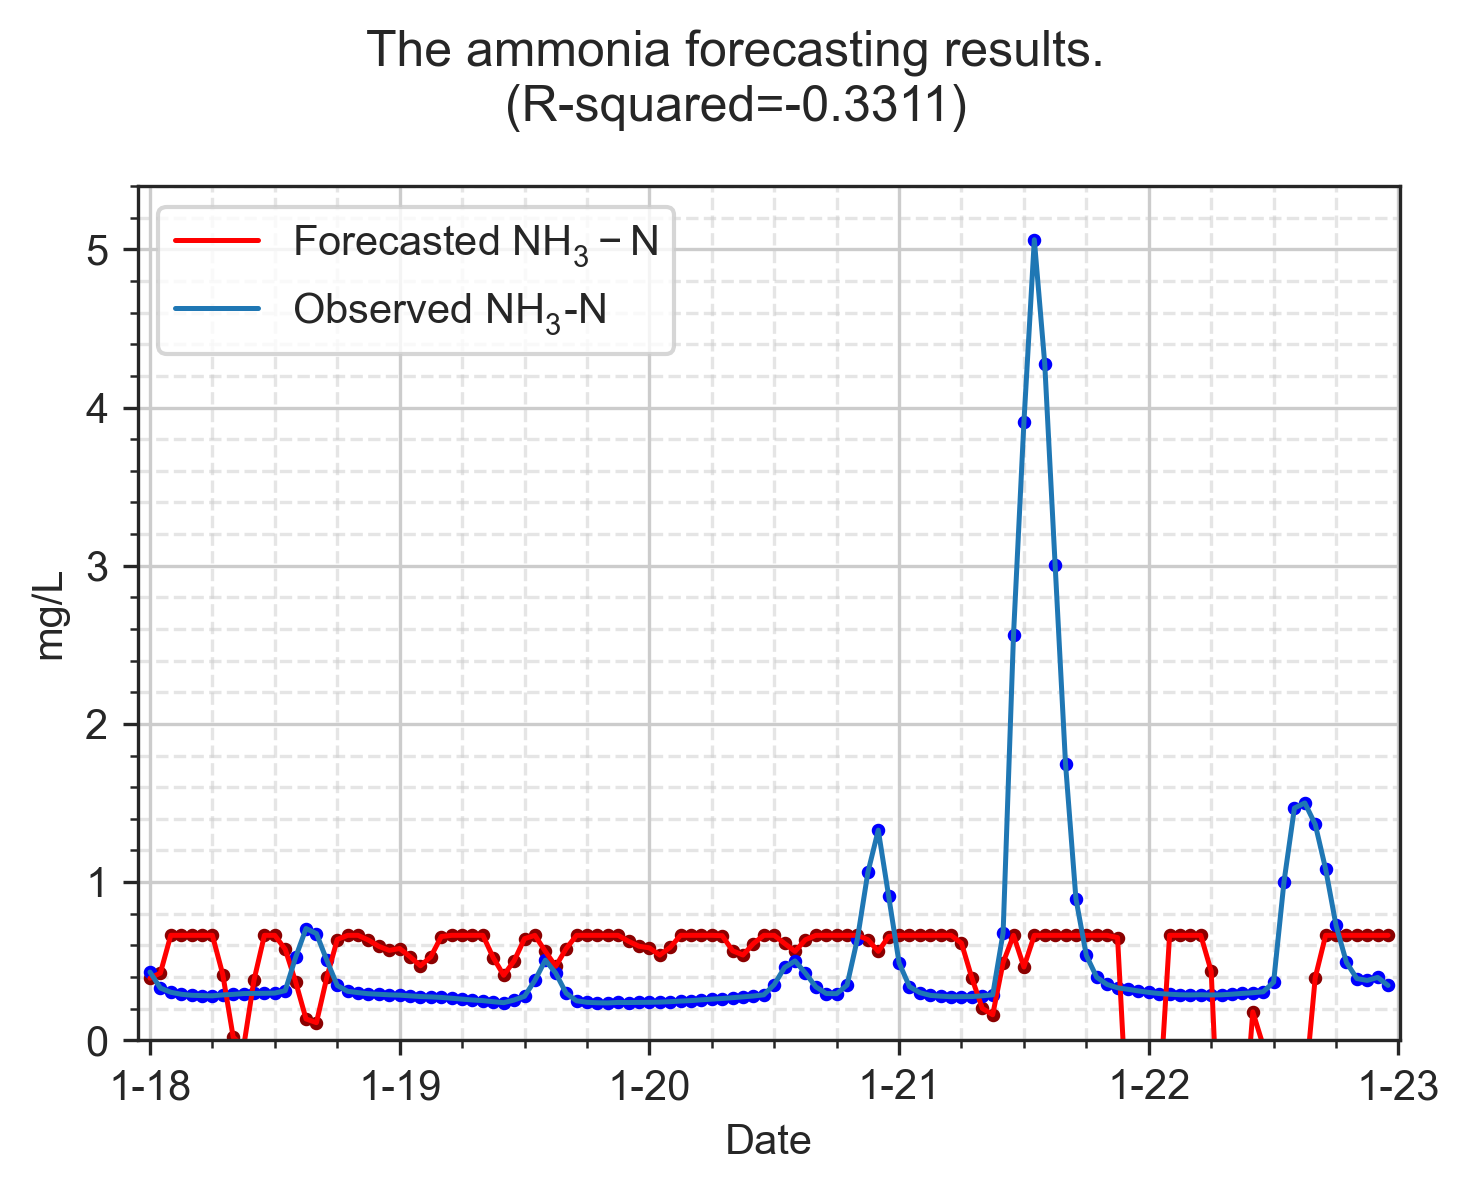 The ammonia forecasting results.
(R-squared=-0.3311)
Forecasted NH₃ − N
Observed NH₃-N
5
4
3
2
1
0
mg/L
1-18 1-19 1-20 1-21 1-22 1-23
Date